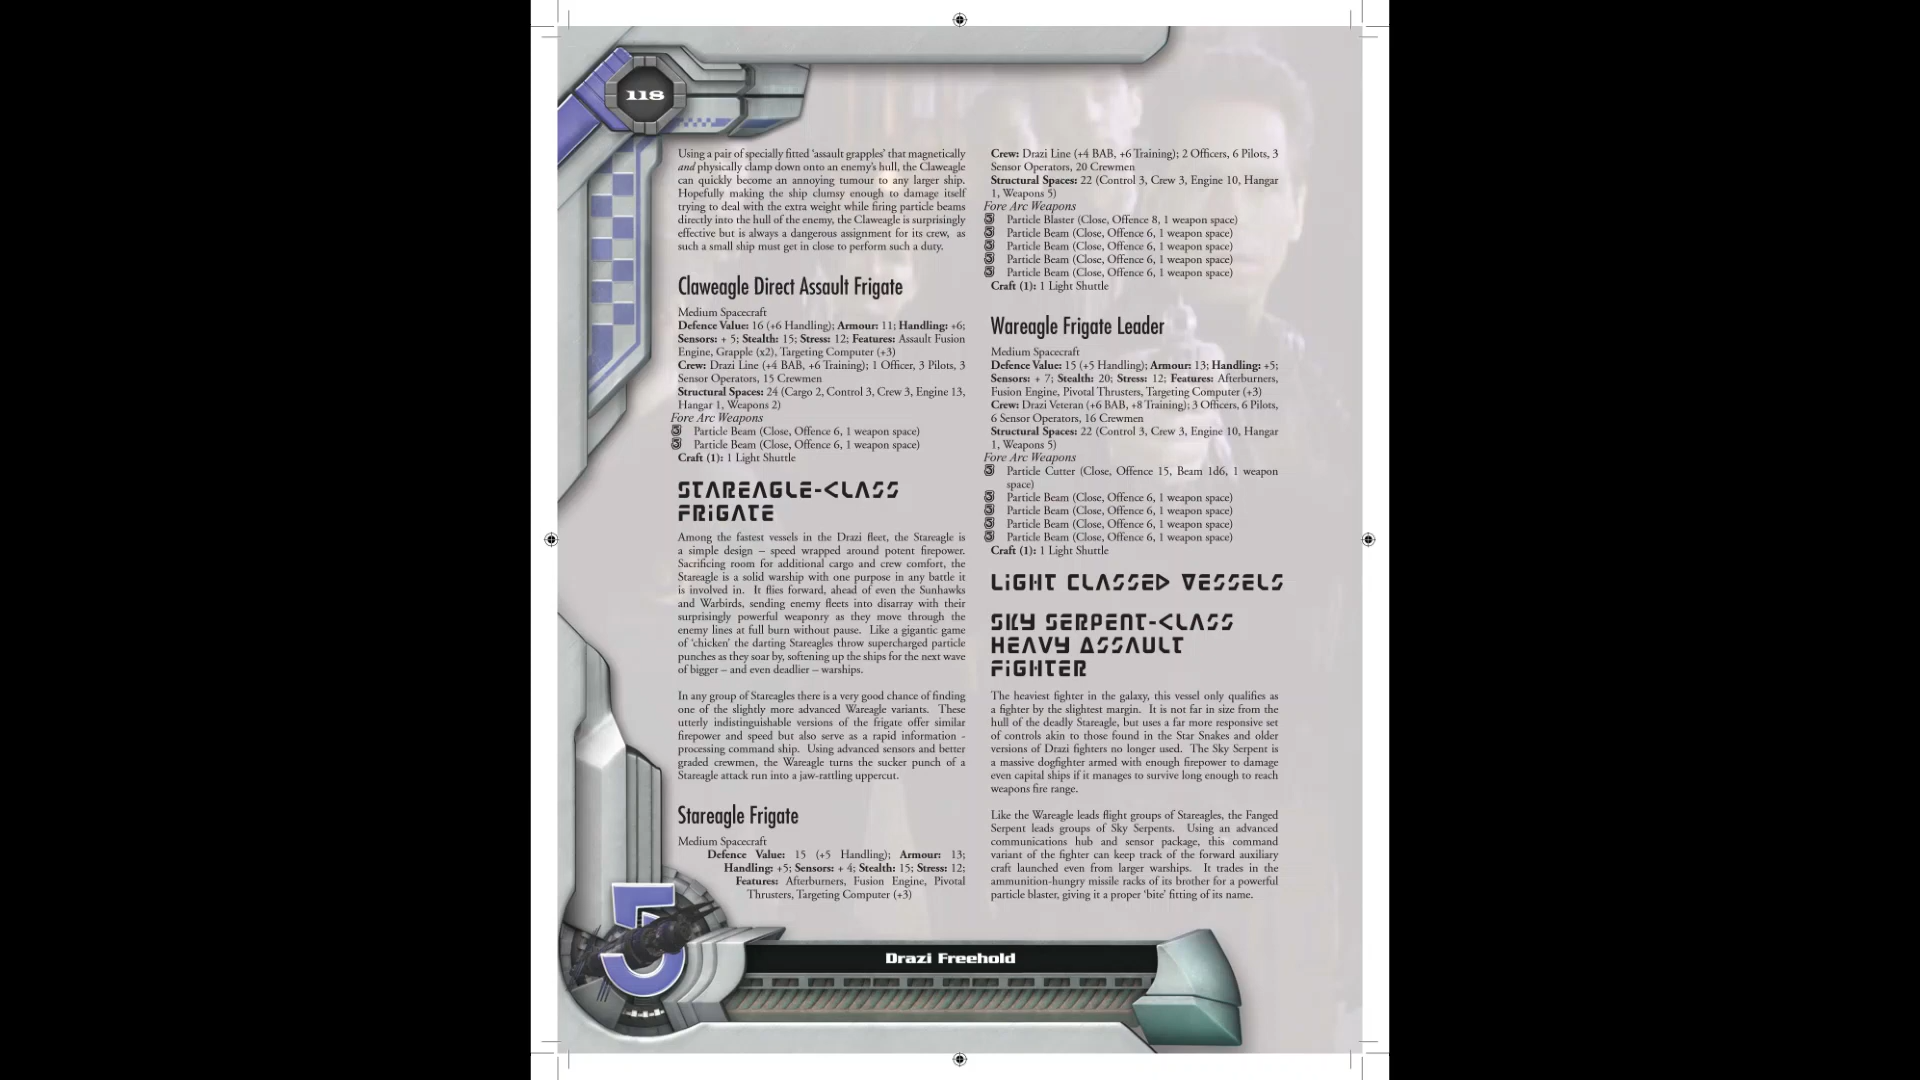 118
Using a pair of specially fitted ‘assault grapples’ that magnetically
and physically clamp down onto an enemy’s hull, the Claweagle
can quickly become an annoying tumour to any larger ship.
Hopefully making the ship clumsy enough to damage itself
trying to deal with the extra weight while firing particle beams
directly into the hull of the enemy, the Claweagle is surprisingly
effective but is always a dangerous assignment for its crew, as
such a small ship must get in close to perform such a duty.
Claweagle Direct Assault Frigate
Medium Spacecraft
Defence Value: 16 (+6 Handling); Armour: 11; Handling: +6;
Sensors: + 5; Stealth: 15; Stress: 12; Features: Assault Fusion
Engine, Grapple (x2), Targeting Computer (+3)
Crew: Drazi Line (+4 BAB, +6 Training); 1 Officer, 3 Pilots, 3
Sensor Operators, 15 Crewmen
Structural Spaces: 24 (Cargo 2, Control 3, Crew 3, Engine 13,
Hangar 1, Weapons 2)
Fore Arc Weapons
5 Particle Beam (Close, Offence 6, 1 weapon space)
5 Particle Beam (Close, Offence 6, 1 weapon space)
Craft (1): 1 Light Shuttle
STAREAGLE-CLASS
FRIGATE
Among the fastest vessels in the Drazi fleet, the Stareagle is
a simple design – speed wrapped around potent firepower.
Sacrificing room for additional cargo and crew comfort, the
Stareagle is a solid warship with one purpose in any battle it
is involved in. It flies forward, ahead of even the Sunhawks
and Warbirds, sending enemy fleets into disarray with their
surprisingly powerful weaponry as they move through the
enemy lines at full burn without pause. Like a gigantic game
of ‘chicken’ the darting Stareagles throw supercharged particle
punches as they soar by, softening up the ships for the next wave
of bigger – and even deadlier – warships.
In any group of Stareagles there is a very good chance of finding
one of the slightly more advanced Wareagle variants. These
utterly indistinguishable versions of the frigate offer similar
firepower and speed but also serve as a rapid information -
processing command ship. Using advanced sensors and better
graded crewmen, the Wareagle turns the sucker punch of a
Stareagle attack run into a jaw-rattling uppercut.
Stareagle Frigate
Medium Spacecraft
Defence Value: 15 (+5 Handling); Armour: 13;
Handling: +5; Sensors: + 4; Stealth: 15; Stress: 12;
Features: Afterburners, Fusion Engine, Pivotal
Thrusters, Targeting Computer (+3)
Crew: Drazi Line (+4 BAB, +6 Training); 2 Officers, 6 Pilots, 3
Sensor Operators, 20 Crewmen
Structural Spaces: 22 (Control 3, Crew 3, Engine 10, Hangar
1, Weapons 5)
Fore Arc Weapons
5 Particle Blaster (Close, Offence 8, 1 weapon space)
5 Particle Beam (Close, Offence 6, 1 weapon space)
5 Particle Beam (Close, Offence 6, 1 weapon space)
5 Particle Beam (Close, Offence 6, 1 weapon space)
5 Particle Beam (Close, Offence 6, 1 weapon space)
Craft (1): 1 Light Shuttle
Wareagle Frigate Leader
Medium Spacecraft
Defence Value: 15 (+5 Handling); Armour: 13; Handling: +5;
Sensors: + 7; Stealth: 20; Stress: 12; Features: Afterburners,
Fusion Engine, Pivotal Thrusters, Targeting Computer (+3)
Crew: Drazi Veteran (+6 BAB, +8 Training); 3 Officers, 6 Pilots,
6 Sensor Operators, 16 Crewmen
Structural Spaces: 22 (Control 3, Crew 3, Engine 10, Hangar
1, Weapons 5)
Fore Arc Weapons
5 Particle Cutter (Close, Offence 15, Beam 1d6, 1 weapon
space)
5 Particle Beam (Close, Offence 6, 1 weapon space)
5 Particle Beam (Close, Offence 6, 1 weapon space)
5 Particle Beam (Close, Offence 6, 1 weapon space)
5 Particle Beam (Close, Offence 6, 1 weapon space)
Craft (1): 1 Light Shuttle
LIGHT CLASSED VESSELS
SKY SERPENT-CLASS
HEAVY ASSAULT
FIGHTER
The heaviest fighter in the galaxy, this vessel only qualifies as
a fighter by the slightest margin. It is not far in size from the
hull of the deadly Stareagle, but uses a far more responsive set
of controls akin to those found in the Star Snakes and older
versions of Drazi fighters no longer used. The Sky Serpent is
a massive dogfighter armed with enough firepower to damage
even capital ships if it manages to survive long enough to reach
weapons fire range.
Like the Wareagle leads flight groups of Stareagles, the Fanged
Serpent leads groups of Sky Serpents. Using an advanced
communications hub and sensor package, this command
variant of the fighter can keep track of the forward auxiliary
craft launched even from larger warships. It trades in the
ammunition-hungry missile racks of its brother for a powerful
particle blaster, giving it a proper ‘bite’ fitting of its name.
5
Drazi Freehold